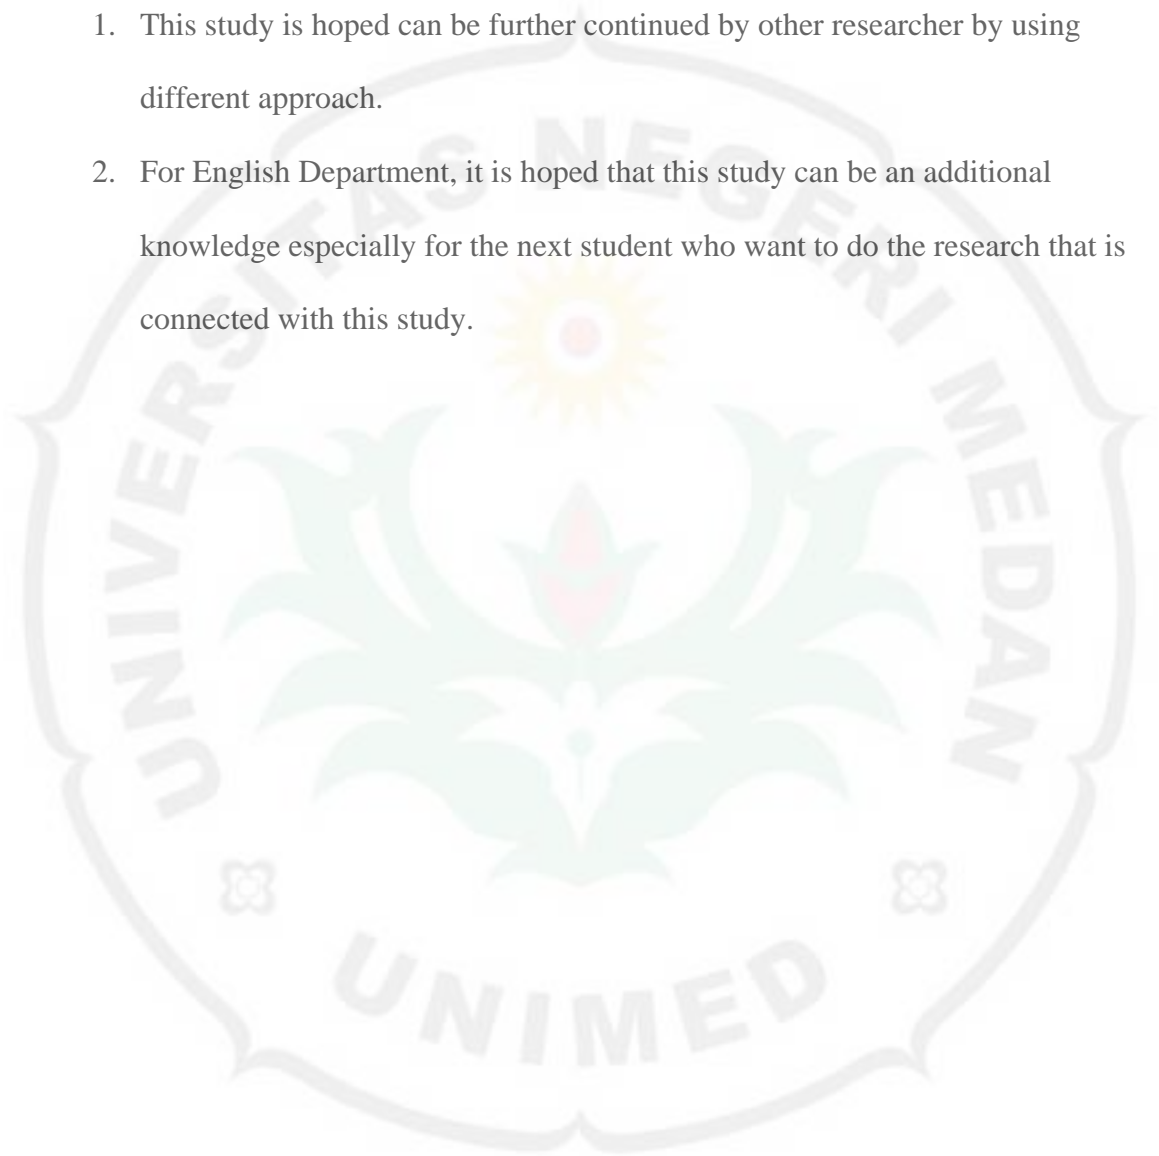 1. This study is hoped can be further continued by other researcher by using
different approach.
2. For English Department, it is hoped that this study can be an additional
knowledge especially for the next student who want to do the research that is
connected with this study.
UNIVERSITAS NEGERI MEDAN
UNIMED